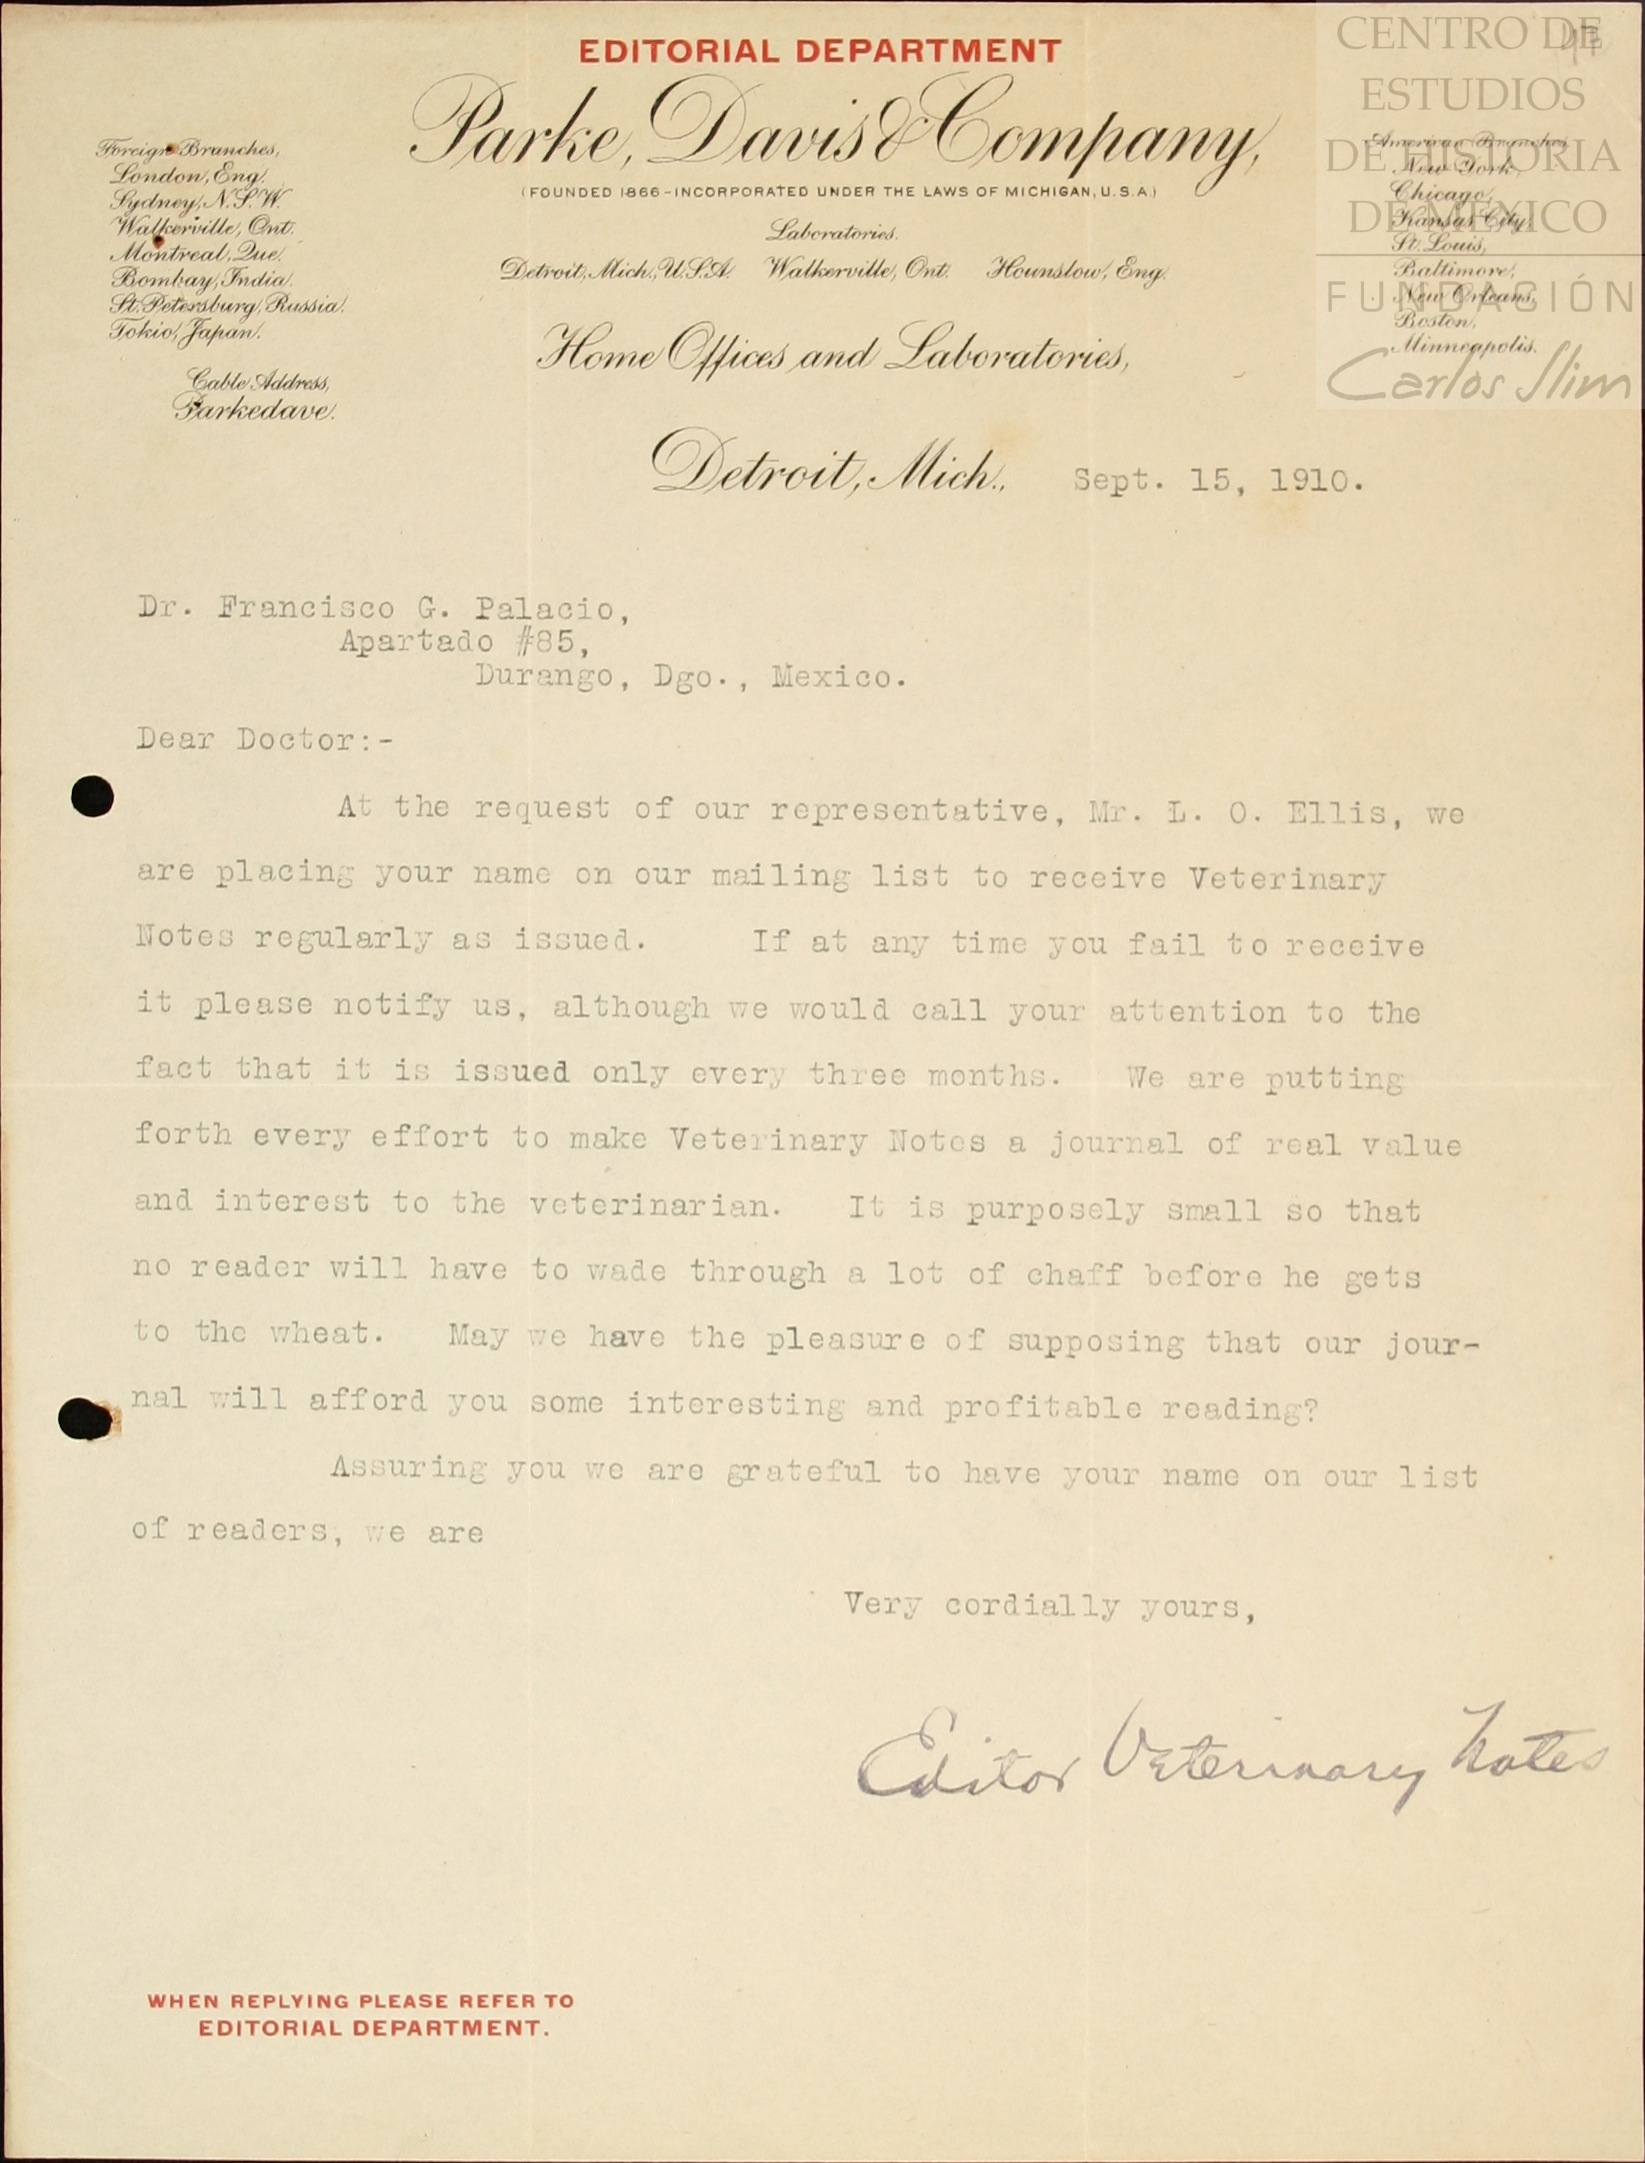 EDITORIAL DEPARTMENT
Parke, Davis & Company,
(FOUNDED 1866-INCORPORATED UNDER THE LAWS OF MICHIGAN, U.S.A.)
Laboratories.
Detroit, Mich., U.S.A. Walkerville, Ont. Hounslow, Eng.
Foreign Branches,
London, Eng.
Sydney, N.S.W.
Walkerville, Ont.
Montreal, Que.
Bombay, India.
St. Petersburg, Russia.
Tokio, Japan.
Cable Address,
Parkedave.
American Branches,
New York,
Chicago,
Kansas City,
St. Louis,
Baltimore,
New Orleans,
Boston,
Minneapolis.
CENTRO DE
ESTUDIOS
DE HISTORIA
DE MEXICO
FUNDACIÓN
Carlos Slim
Home Offices and Laboratories,
Detroit, Mich., Sept. 15, 1910.
Dr. Francisco G. Palacio,
Apartado #85,
Durango, Dgo., Mexico.
Dear Doctor:-
At the request of our representative, Mr. L. O. Ellis, we
are placing your name on our mailing list to receive Veterinary
Notes regularly as issued. If at any time you fail to receive
it please notify us, although we would call your attention to the
fact that it is issued only every three months. We are putting
forth every effort to make Veterinary Notes a journal of real value
and interest to the veterinarian. It is purposely small so that
no reader will have to wade through a lot of chaff before he gets
to the wheat. May we have the pleasure of supposing that our jour-
nal will afford you some interesting and profitable reading?
Assuring you we are grateful to have your name on our list
of readers, we are
Very cordially yours,
Editor Veterinary Notes
WHEN REPLYING PLEASE REFER TO
EDITORIAL DEPARTMENT.